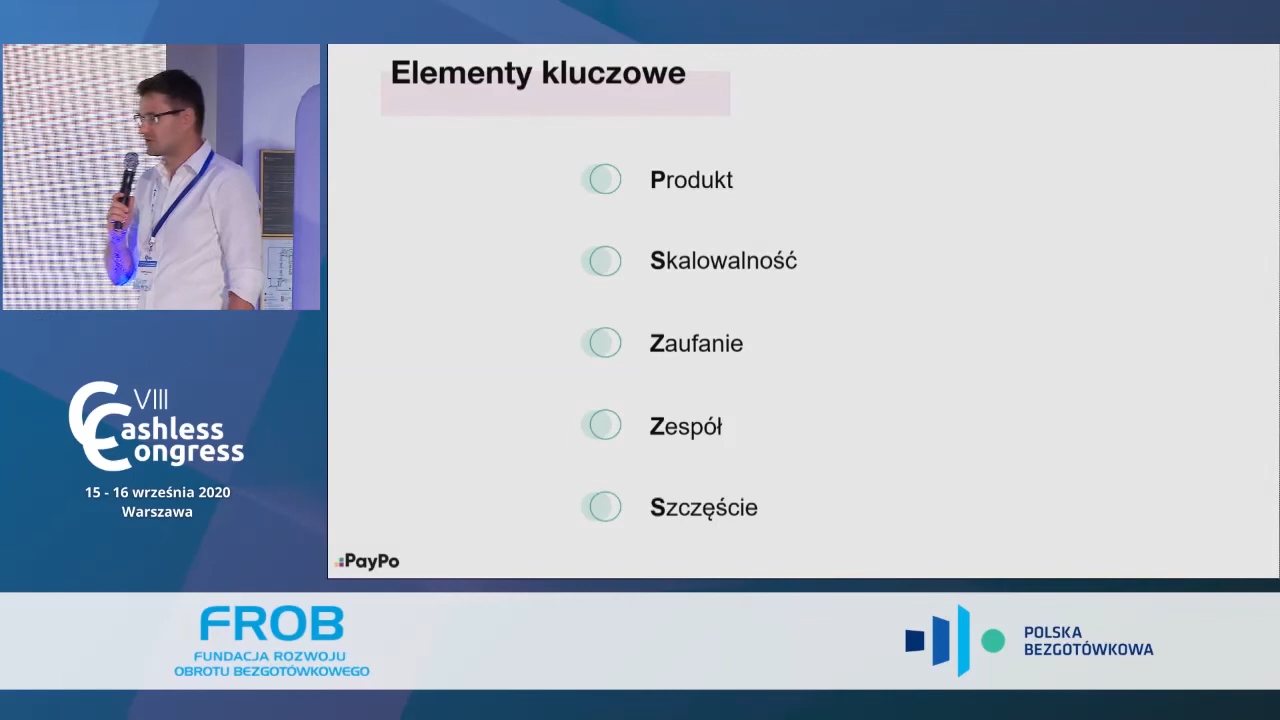 Elementy kluczowe
Produkt
Skalowalność
Zaufanie
Zespół
Szczęście
PayPo
VIII
Cashless
Congress
15 - 16 września 2020
Warszawa
FROB
FUNDACJA ROZWOJU
OBROTU BEZGOTÓWKOWEGO
POLSKA
BEZGOTÓWKOWA